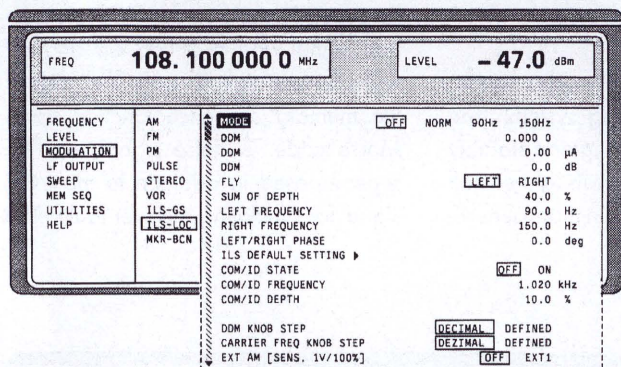 FREQ 108. 100 000 0 MHz LEVEL – 47.0 dBm
FREQUENCY
LEVEL
MODULATION
LF OUTPUT
SWEEP
MEM SEQ
UTILITIES
HELP
AM
FM
PM
PULSE
STEREO
VOR
ILS-GS
ILS-LOC
MKR-BCN
MODE OFF NORM 90Hz 150Hz
DDM 0.000 0
DDM 0.00 µA
DDM 0.0 dB
FLY LEFT RIGHT
SUM OF DEPTH 40.0 %
LEFT FREQUENCY 90.0 Hz
RIGHT FREQUENCY 150.0 Hz
LEFT/RIGHT PHASE 0.0 deg
ILS DEFAULT SETTING ▶
COM/ID STATE OFF ON
COM/ID FREQUENCY 1.020 kHz
COM/ID DEPTH 10.0 %
DDM KNOB STEP DECIMAL DEFINED
CARRIER FREQ KNOB STEP DEZIMAL DEFINED
EXT AM [SENS. 1V/100%] OFF EXT1